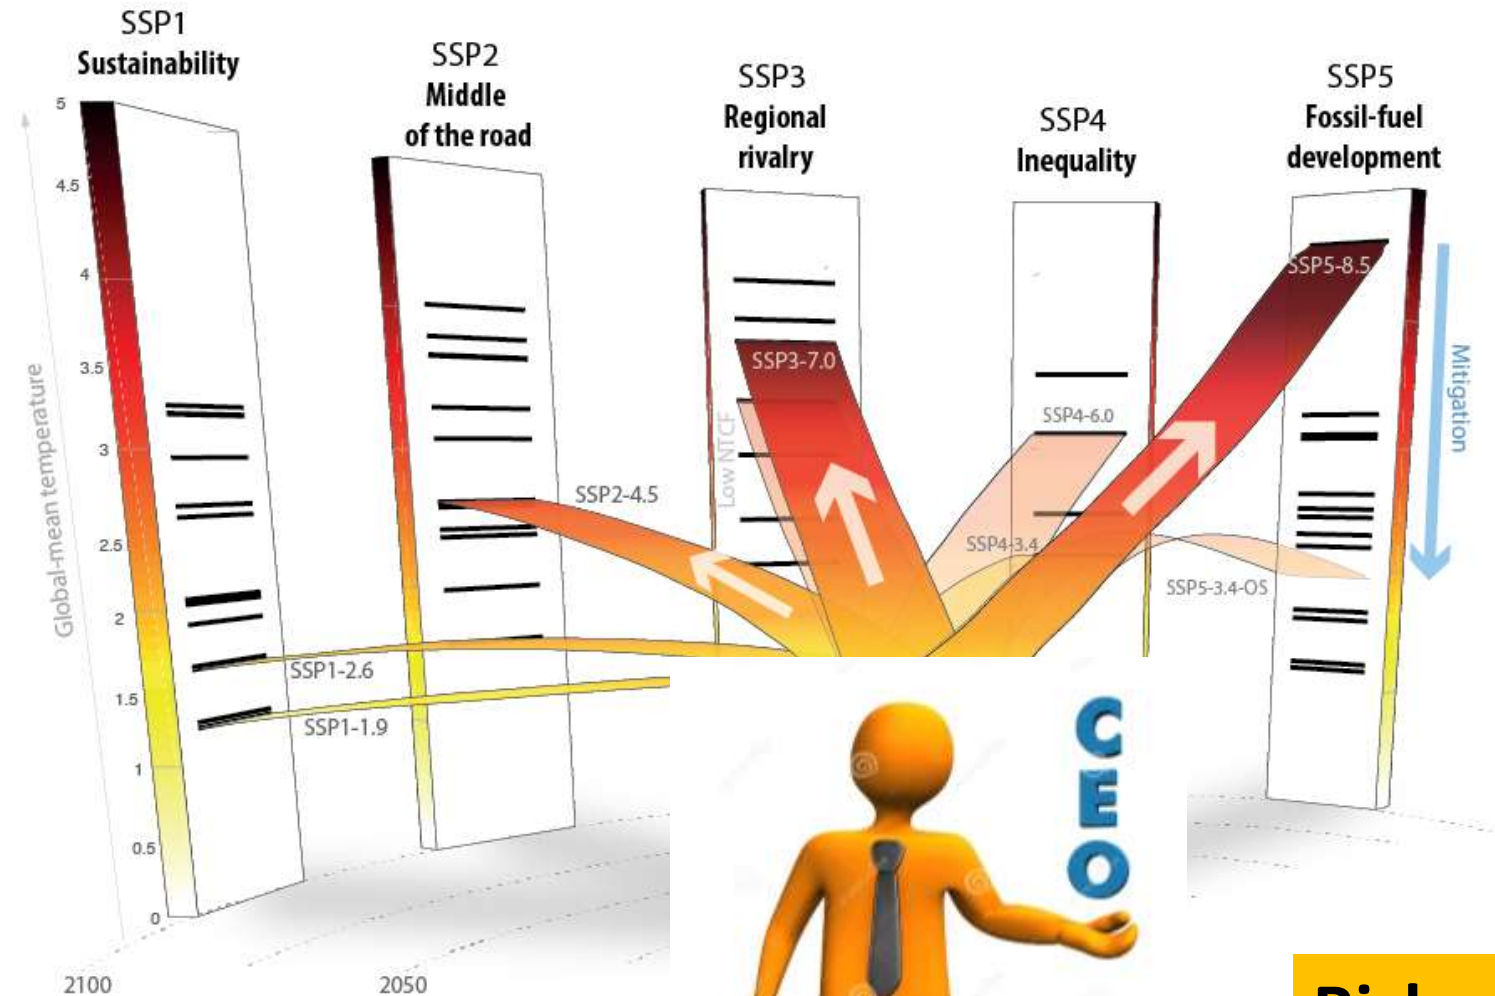 SSP1
Sustainability
SSP2
Middle
of the road
SSP3
Regional
rivalry
SSP4
Inequality
SSP5
Fossil-fuel
development
5
4.5
4
3.5
3
2.5
2
1.5
1
0.5
0
Global-mean temperature
SSP1-2.6
SSP1-1.9
SSP2-4.5
Low NTCF
SSP3-7.0
SSP4-6.0
SSP4-3.4
SSP5-8.5
SSP5-3.4-OS
Mitigation
CEO
2100
2050